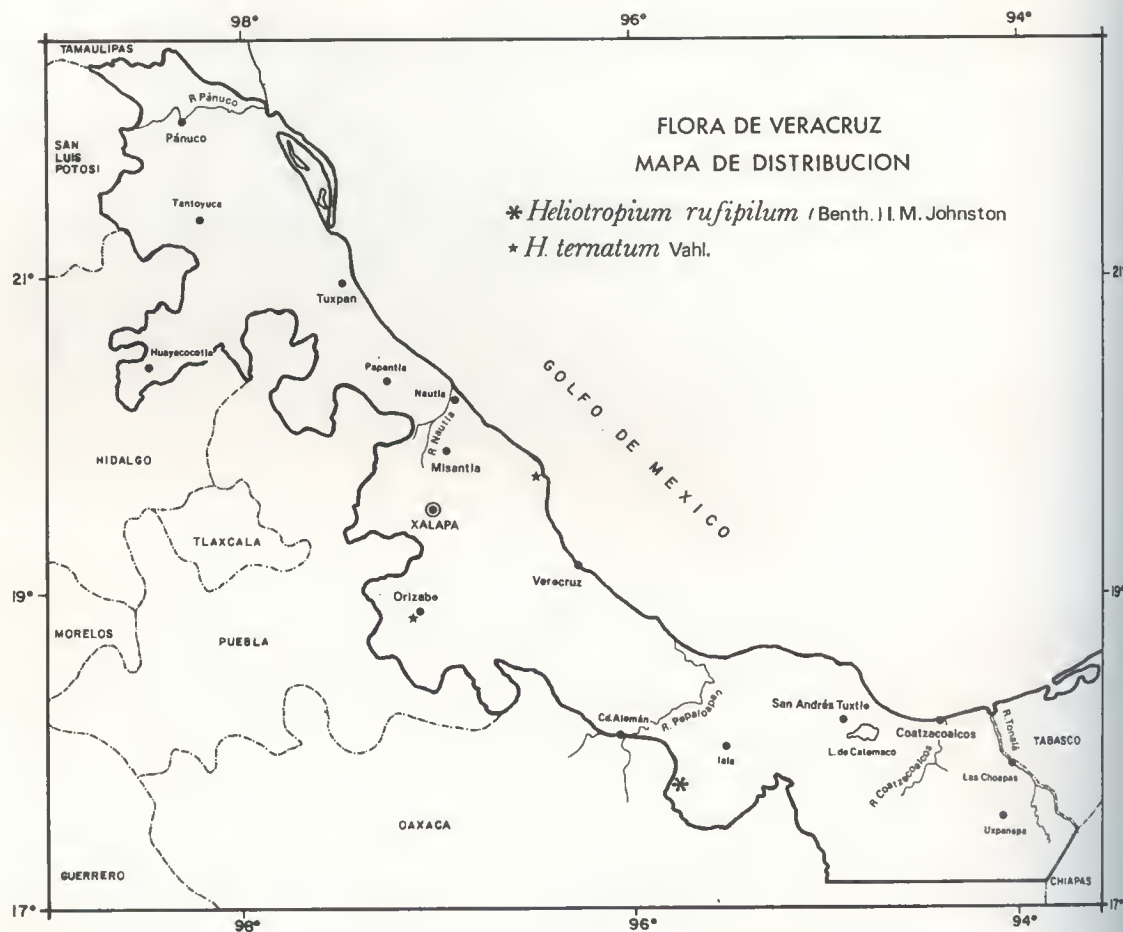 98°
96°
94°
TAMAULIPAS
R. Pánuco
Pánuco
SAN
LUIS
POTOSI
FLORA DE VERACRUZ
MAPA DE DISTRIBUCION
* Heliotropium rufipilum (Benth.) I. M. Johnston
★ H. ternatum Vahl.
Tantoyuca
21°
21°
Tuxpan
Huayacocotla
Papantla
Nautla
R. Nautla
GOLFO DE MEXICO
HIDALGO
Misantla
XALAPA
TLAXCALA
Veracruz
19°
19°
Orizaba
MORELOS
PUEBLA
R. Papaloapan
San Andrés Tuxtla
Cd. Alemán
Coatzacoalcos
R. Tonalá
TABASCO
L. de Catemaco
Isla
R. Coatzacoalcos
Las Choapas
Uxpanapa
OAXACA
GUERRERO
CHIAPAS
17°
17°
98°
96°
94°